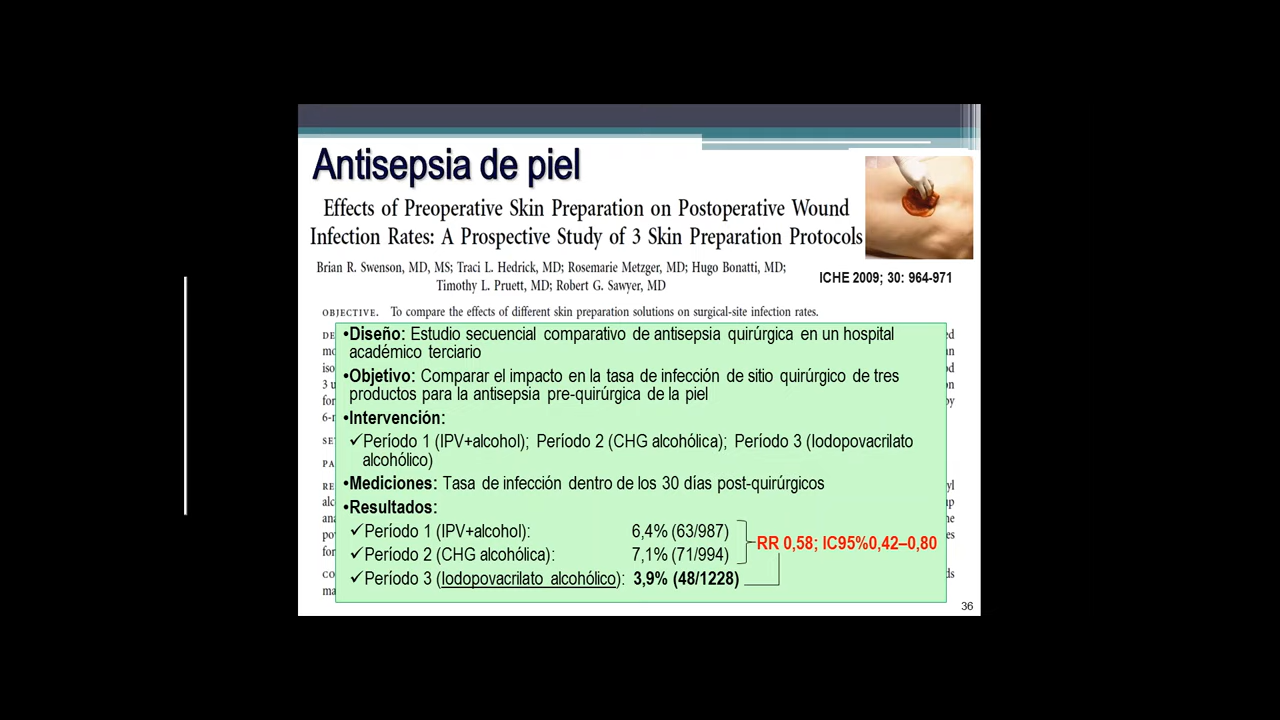 Antisepsia de piel
Effects of Preoperative Skin Preparation on Postoperative Wound
Infection Rates: A Prospective Study of 3 Skin Preparation Protocols
Brian R. Swenson, MD, MS; Traci L. Hedrick, MD; Rosemarie Metzger, MD; Hugo Bonatti, MD;
Timothy L. Pruett, MD; Robert G. Sawyer, MD
ICHE 2009; 30: 964-971
OBJECTIVE. To compare the effects of different skin preparation solutions on surgical-site infection rates.
•Diseño: Estudio secuencial comparativo de antisepsia quirúrgica en un hospital
académico terciario
•Objetivo: Comparar el impacto en la tasa de infección de sitio quirúrgico de tres
productos para la antisepsia pre-quirúrgica de la piel
•Intervención:
✓Período 1 (IPV+alcohol); Período 2 (CHG alcohólica); Período 3 (Iodopovacrilato
alcohólico)
•Mediciones: Tasa de infección dentro de los 30 días post-quirúrgicos
•Resultados:
✓Período 1 (IPV+alcohol): 6,4% (63/987)
✓Período 2 (CHG alcohólica): 7,1% (71/994)
✓Período 3 (Iodopovacrilato alcohólico): 3,9% (48/1228)
RR 0,58; IC95%0,42–0,80
36